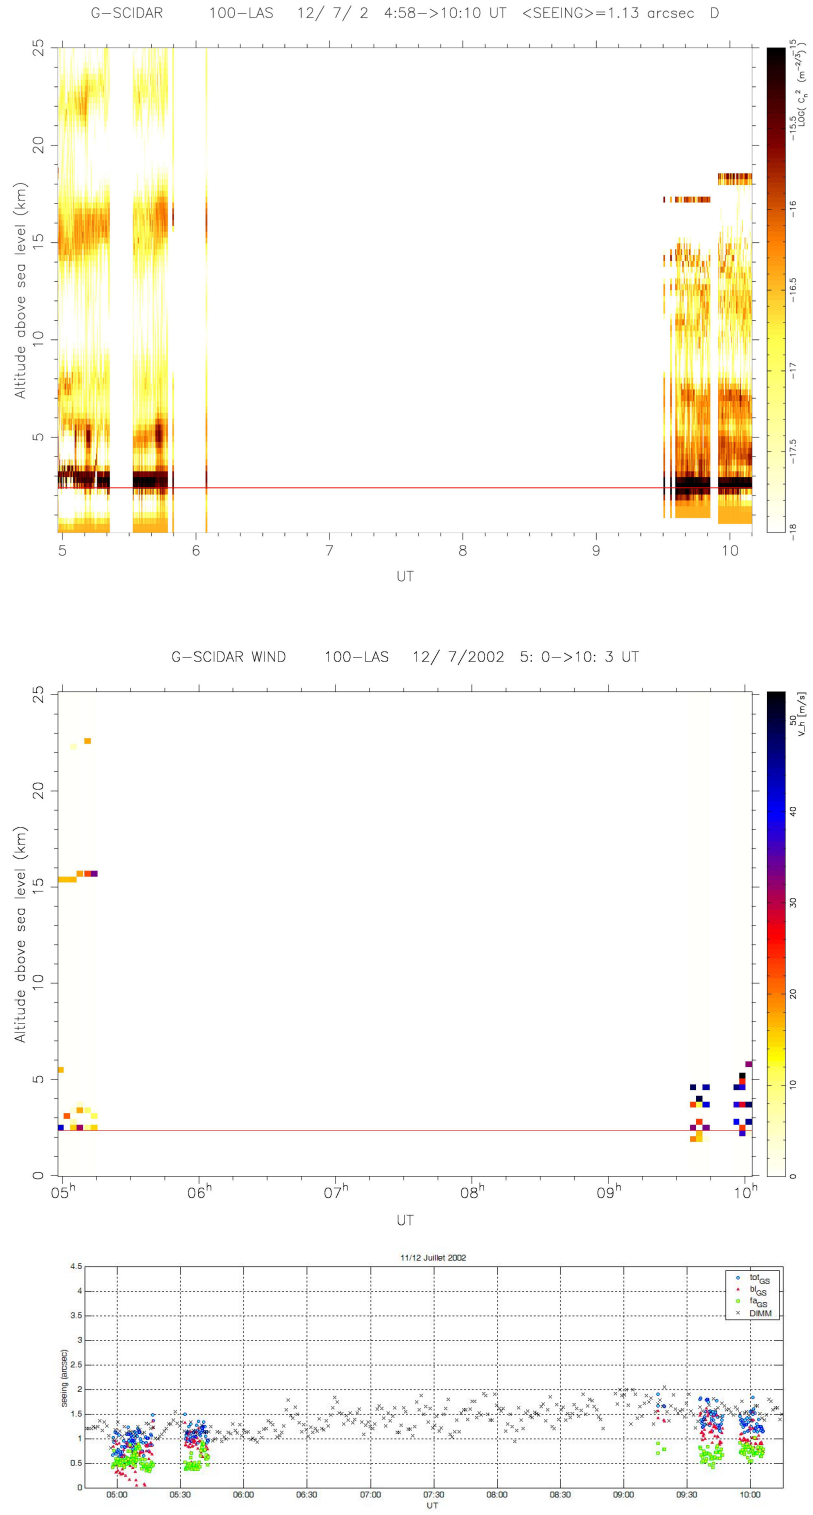 G-SCIDAR 100-LAS 12/ 7/ 2 4:58->10:10 UT <SEEING>=1.13 arcsec D
25
20
15
10
5
Altitude above sea level (km)
5 6 7 8 9 10
UT
-15
-15.5
-16
-16.5
-17
-17.5
-18
LOG( C_n^2 (m^-2/3) )
G-SCIDAR WIND 100-LAS 12/ 7/2002 5: 0->10: 3 UT
25
20
15
10
5
0
Altitude above sea level (km)
05h 06h 07h 08h 09h 10h
UT
50
40
30
20
10
0
V_h [m/s]
11/12 Juillet 2002
4.5
4
3.5
3
2.5
2
1.5
1
0.5
0
seeing (arcsec)
tot_GS
bl_GS
fa_GS
DIMM
05:00 05:30 06:00 06:30 07:00 07:30 08:00 08:30 09:00 09:30 10:00
UT